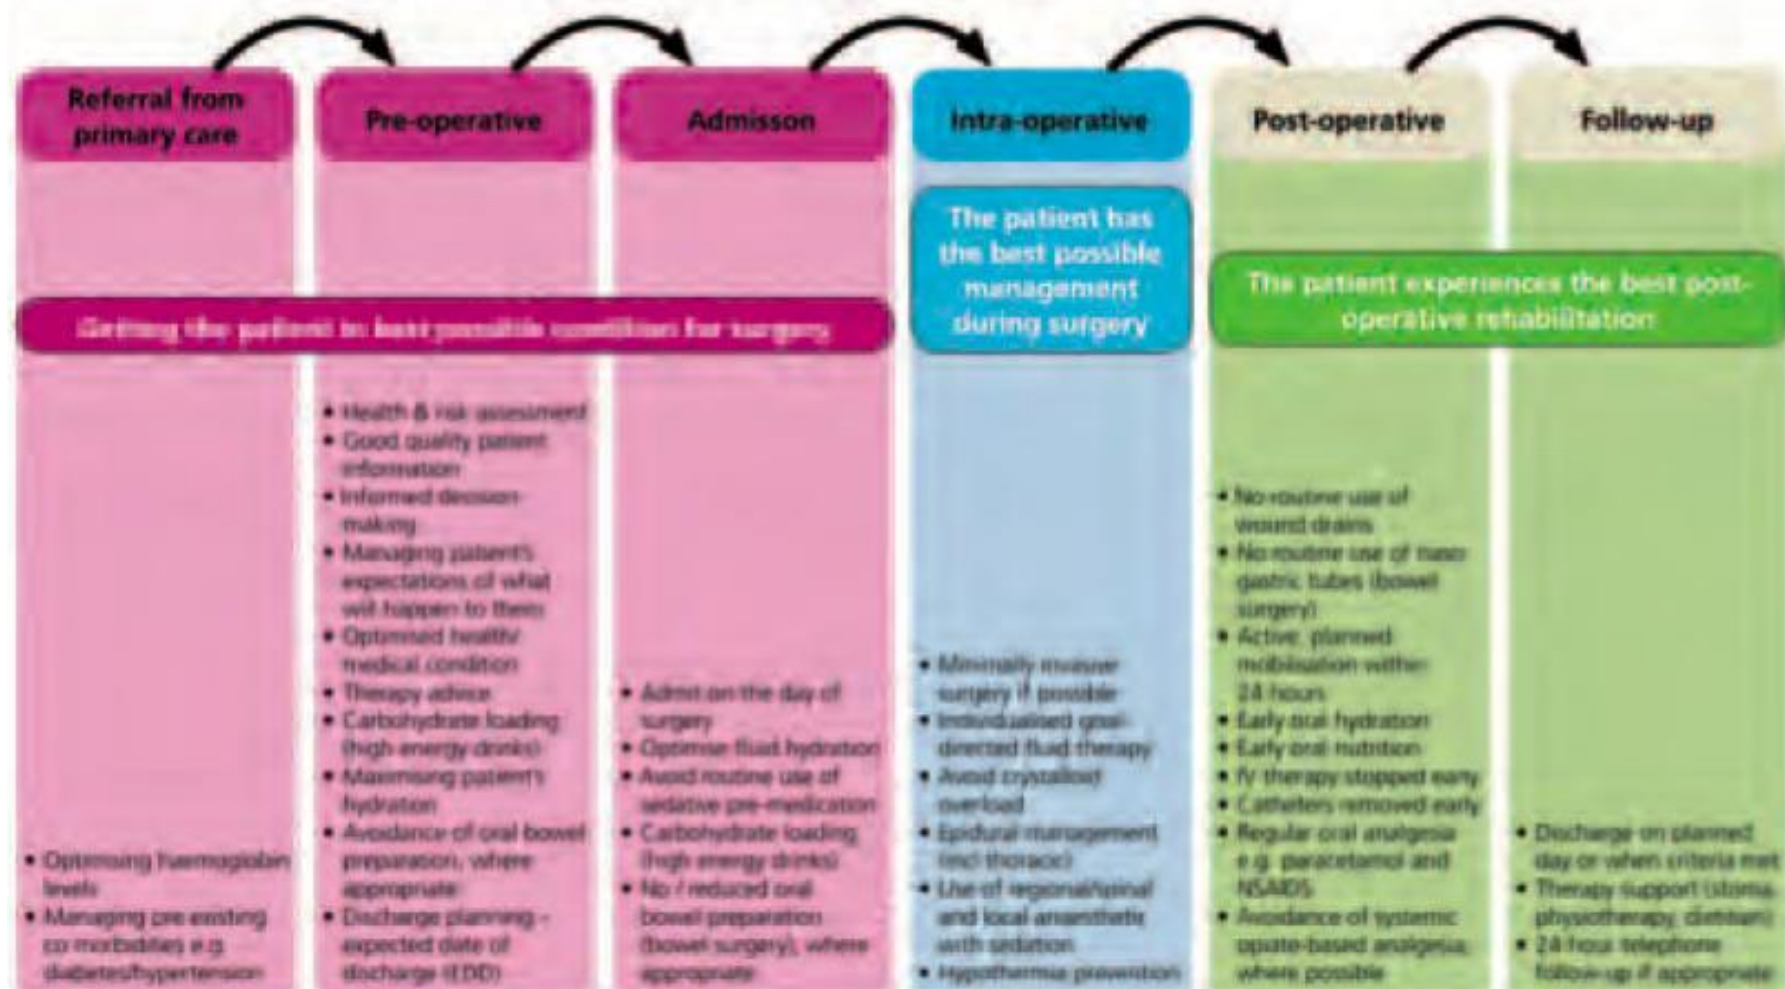 Referral from
primary care
Pre-operative
Admisson
Intra-operative
Post-operative
Follow-up
Getting the patient in best possible condition for surgery
The patient has
the best possible
management
during surgery
The patient experiences the best post-
operative rehabilitation
• Optimising haemoglobin
levels
• Managing pre existing
co morbidities e.g.
diabetes/hypertension
• Health & risk assessment
• Good quality patient
information
• Informed decision
making
• Managing patient's
expectations of what
will happen to them
• Optimised health/
medical condition
• Therapy advice
• Carbohydrate loading
(high energy drinks)
• Maximising patient's
hydration
• Avoidance of oral bowel
preparation, where
appropriate
• Discharge planning –
expected date of
discharge (EDD)
• Admit on the day of
surgery
• Optimise fluid hydration
• Avoid routine use of
sedative pre-medication
• Carbohydrate loading
(high energy drinks)
• No / reduced oral
bowel preparation
(bowel surgery), where
appropriate
• Minimally invasive
surgery if possible
• Individualised goal-
directed fluid therapy
• Avoid crystalloid
overload
• Epidural management
(incl thoracic)
• Use of regional/spinal
and local anaesthetic
with sedation
• Hypothermia prevention
• No routine use of
wound drains
• No routine use of naso
gastric tubes (bowel
surgery)
• Active, planned
mobilisation within
24 hours
• Early oral hydration
• Early oral nutrition
• IV therapy stopped early
• Catheters removed early
• Regular oral analgesia
e.g. paracetamol and
NSAIDS
• Avoidance of systemic
opiate-based analgesia,
where possible
• Discharge on planned
day or when criteria met
• Therapy support (stoma,
physiotherapy, dietitian)
• 24 hour telephone
follow-up if appropriate